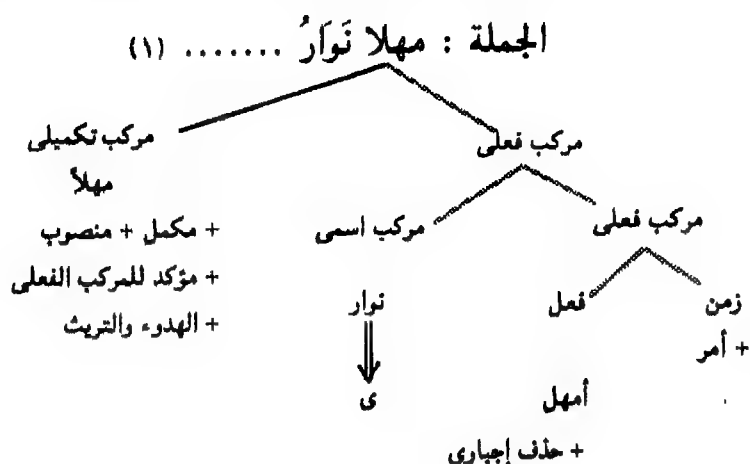 الجملة : مهلا نَوَارُ ....... (١)
مركب فعلى مركب تكميلى
مهلاً
مركب فعلى مركب اسمى + مكمل + منصوب
+ مؤكد للمركب الفعلى
زمن فعل نوار + الهدوء والتريث
+ أمر
أمهل ى
+ حذف إجبارى